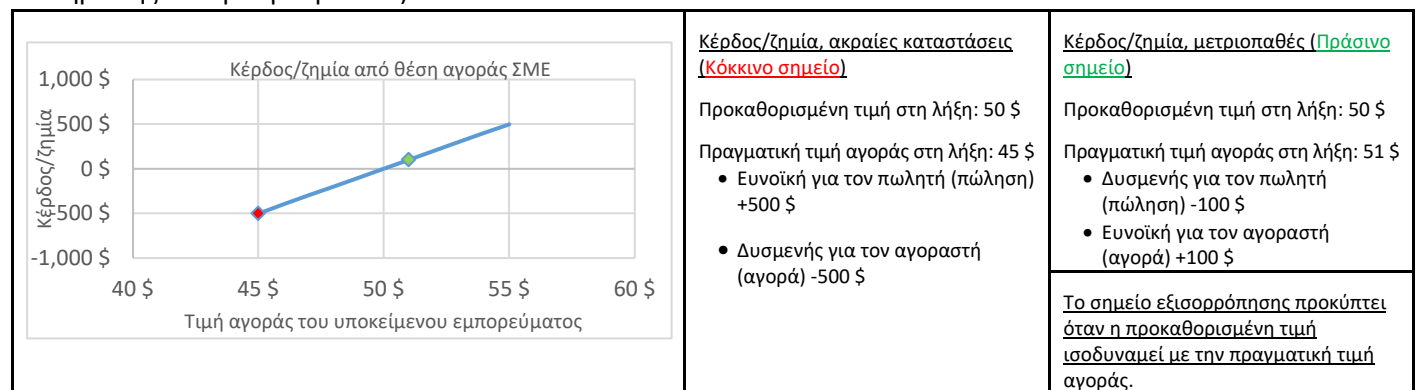 Κέρδος/ζημία από θέση αγοράς ΣΜΕ
1,000 $
500 $
0 $
-500 $
-1,000 $
Κέρδος/ζημία
40 $ 45 $ 50 $ 55 $ 60 $
Τιμή αγοράς του υποκείμενου εμπορεύματος
Κέρδος/ζημία, ακραίες καταστάσεις
(Κόκκινο σημείο)
Προκαθορισμένη τιμή στη λήξη: 50 $
Πραγματική τιμή αγοράς στη λήξη: 45 $
• Ευνοϊκή για τον πωλητή (πώληση)
+500 $
• Δυσμενής για τον αγοραστή
(αγορά) -500 $
Κέρδος/ζημία, μετριοπαθές (Πράσινο
σημείο)
Προκαθορισμένη τιμή στη λήξη: 50 $
Πραγματική τιμή αγοράς στη λήξη: 51 $
• Δυσμενής για τον πωλητή
(πώληση) -100 $
• Ευνοϊκή για τον αγοραστή
(αγορά) +100 $
Το σημείο εξισορρόπησης προκύπτει
όταν η προκαθορισμένη τιμή
ισοδυναμεί με την πραγματική τιμή
αγοράς.